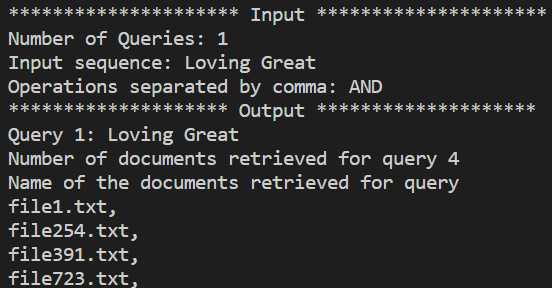 ********************* Input *********************
Number of Queries: 1
Input sequence: Loving Great
Operations separated by comma: AND
******************** Output ********************
Query 1: Loving Great
Number of documents retrieved for query 4
Name of the documents retrieved for query
file1.txt,
file254.txt,
file391.txt,
file723.txt,